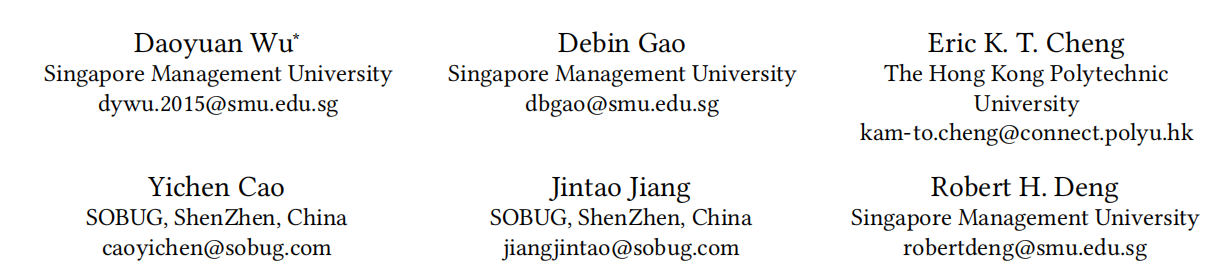 Daoyuan Wu*
Singapore Management University
dywu.2015@smu.edu.sg
Debin Gao
Singapore Management University
dbgao@smu.edu.sg
Eric K. T. Cheng
The Hong Kong Polytechnic
University
kam-to.cheng@connect.polyu.hk
Yichen Cao
SOBUG, ShenZhen, China
caoyichen@sobug.com
Jintao Jiang
SOBUG, ShenZhen, China
jiangjintao@sobug.com
Robert H. Deng
Singapore Management University
robertdeng@smu.edu.sg